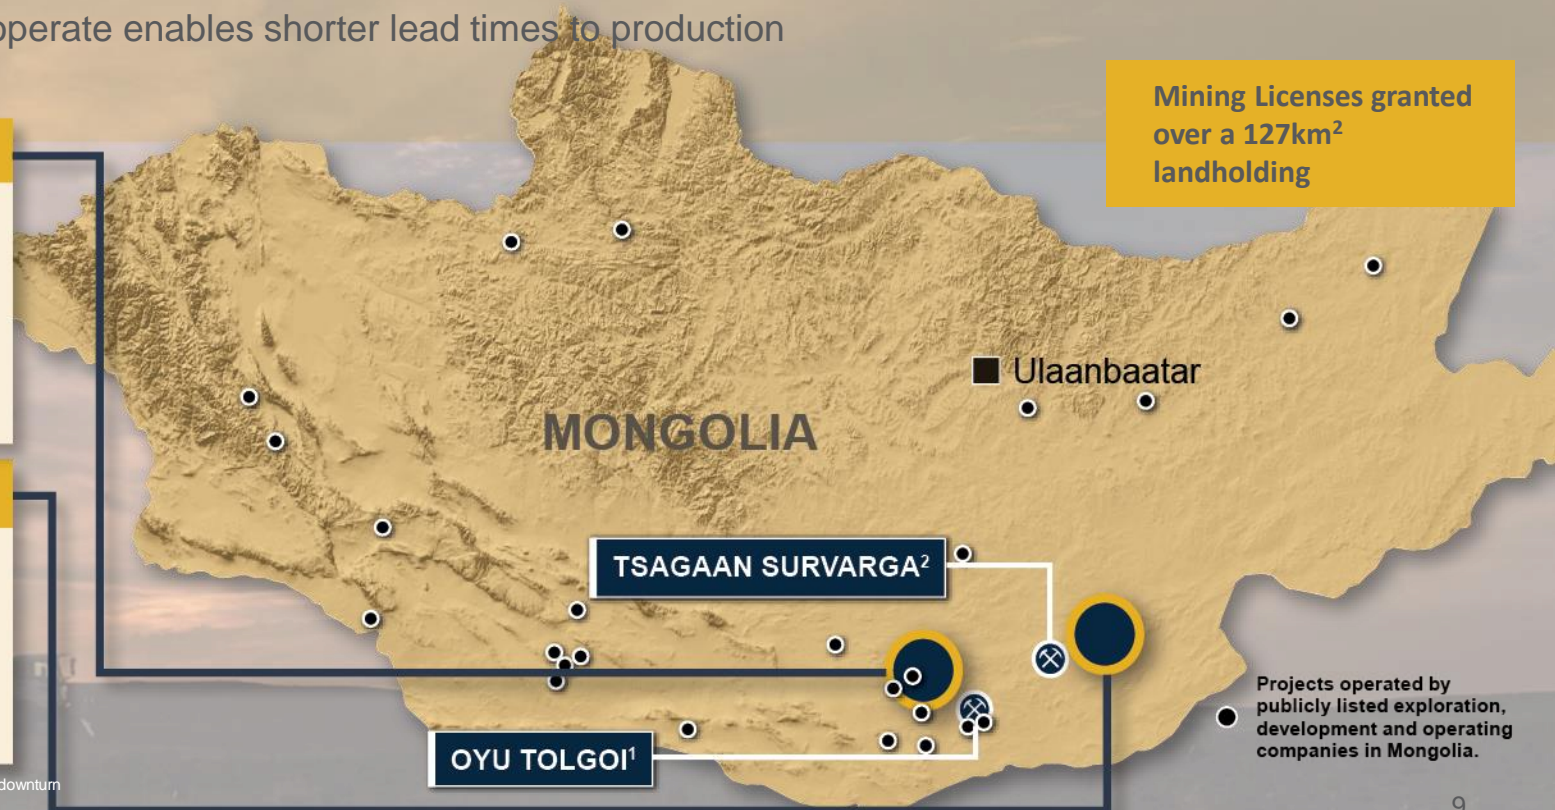 operate enables shorter lead times to production
Mining Licenses granted
over a 127km²
landholding
Ulaanbaatar
MONGOLIA
TSAGAAN SURVARGA²
OYU TOLGOI¹
Projects operated by
publicly listed exploration,
development and operating
companies in Mongolia.
downturn
9